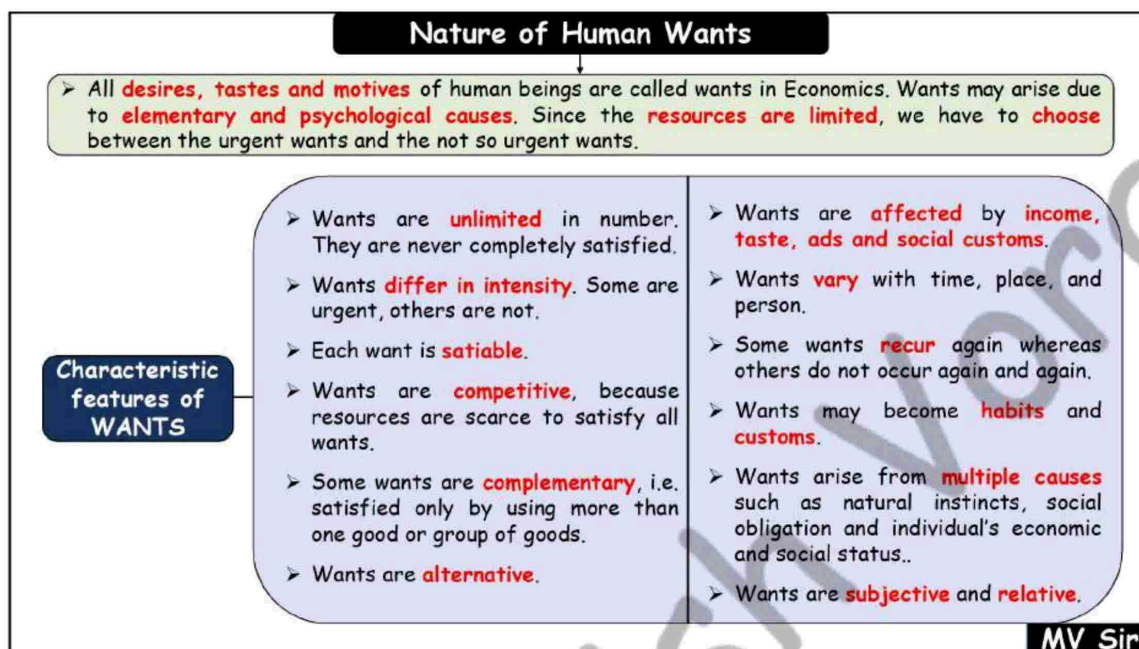 Nature of Human Wants
➢ All desires, tastes and motives of human beings are called wants in Economics. Wants may arise due
to elementary and psychological causes. Since the resources are limited, we have to choose
between the urgent wants and the not so urgent wants.
Characteristic
features of
WANTS
➢ Wants are unlimited in number.
They are never completely satisfied.
➢ Wants differ in intensity. Some are
urgent, others are not.
➢ Each want is satiable.
➢ Wants are competitive, because
resources are scarce to satisfy all
wants.
➢ Some wants are complementary, i.e.
satisfied only by using more than
one good or group of goods.
➢ Wants are alternative.
➢ Wants are affected by income,
taste, ads and social customs.
➢ Wants vary with time, place, and
person.
➢ Some wants recur again whereas
others do not occur again and again.
➢ Wants may become habits and
customs.
➢ Wants arise from multiple causes
such as natural instincts, social
obligation and individual's economic
and social status..
➢ Wants are subjective and relative.
MV Sir